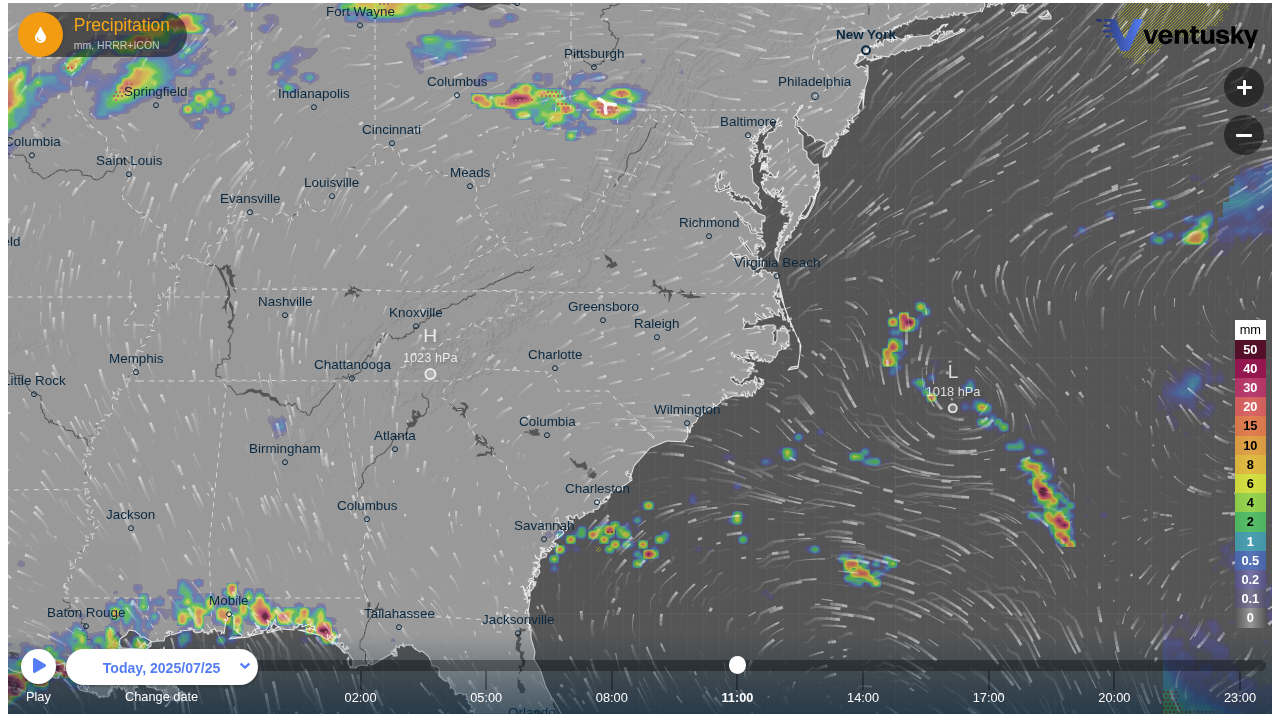 Precipitation
mm, HRRR+ICON
Fort Wayne
New York
ventusky
Pittsburgh
Columbus
Philadelphia
Springfield
Indianapolis
Baltimore
Cincinnati
Columbia
Saint Louis
Meads
Louisville
Evansville
Richmond
eld
Virginia Beach
Nashville
Knoxville
Greensboro
Raleigh
H
1023 hPa
Memphis
Chattanooga
Charlotte
Little Rock
L
1018 hPa
Wilmington
Columbia
Atlanta
Birmingham
Charleston
Columbus
Jackson
Savannah
Mobile
Baton Rouge
Tallahassee
Jacksonville
Orlando
mm
50
40
30
20
15
10
8
6
4
2
1
0.5
0.2
0.1
0
Today, 2025/07/25
Play
Change date
02:00
05:00
08:00
11:00
14:00
17:00
20:00
23:00